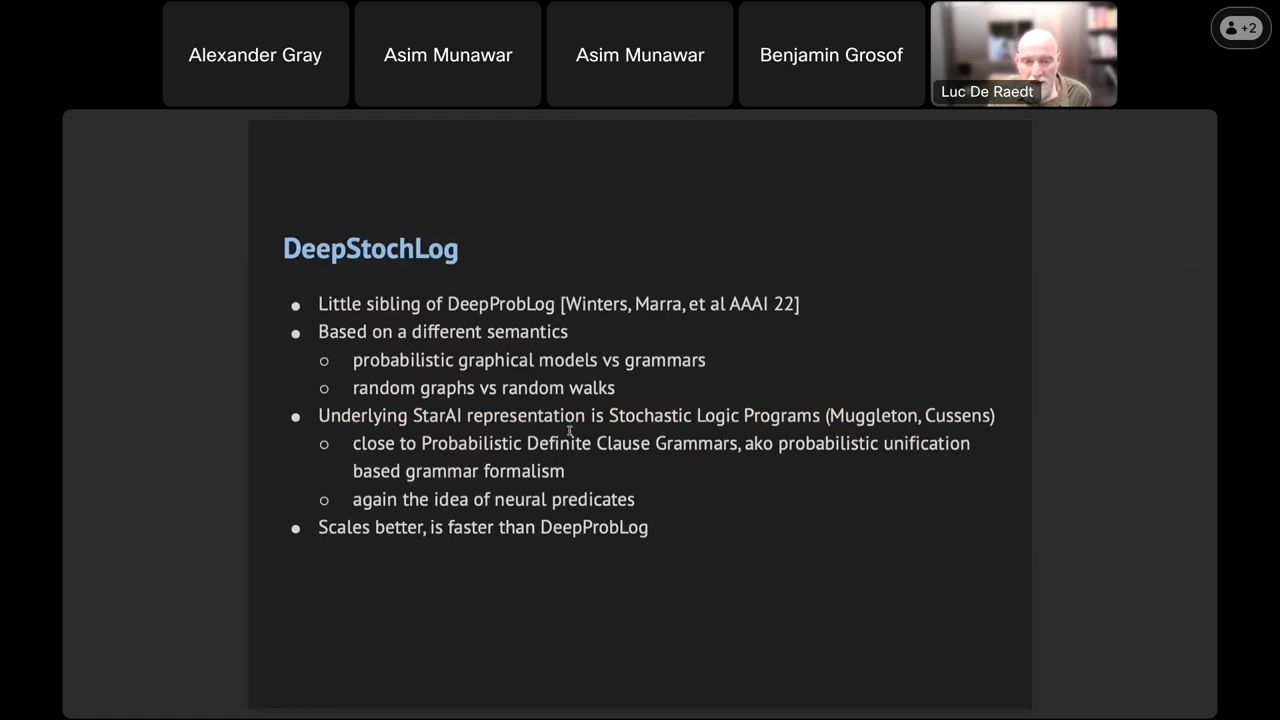 Alexander Gray
Asim Munawar
Asim Munawar
Benjamin Grosof
Luc De Raedt
+2
DeepStochLog
● Little sibling of DeepProbLog [Winters, Marra, et al AAAI 22]
● Based on a different semantics
○ probabilistic graphical models vs grammars
○ random graphs vs random walks
● Underlying StarAI representation is Stochastic Logic Programs (Muggleton, Cussens)
○ close to Probabilistic Definite Clause Grammars, ako probabilistic unification
based grammar formalism
○ again the idea of neural predicates
● Scales better, is faster than DeepProbLog